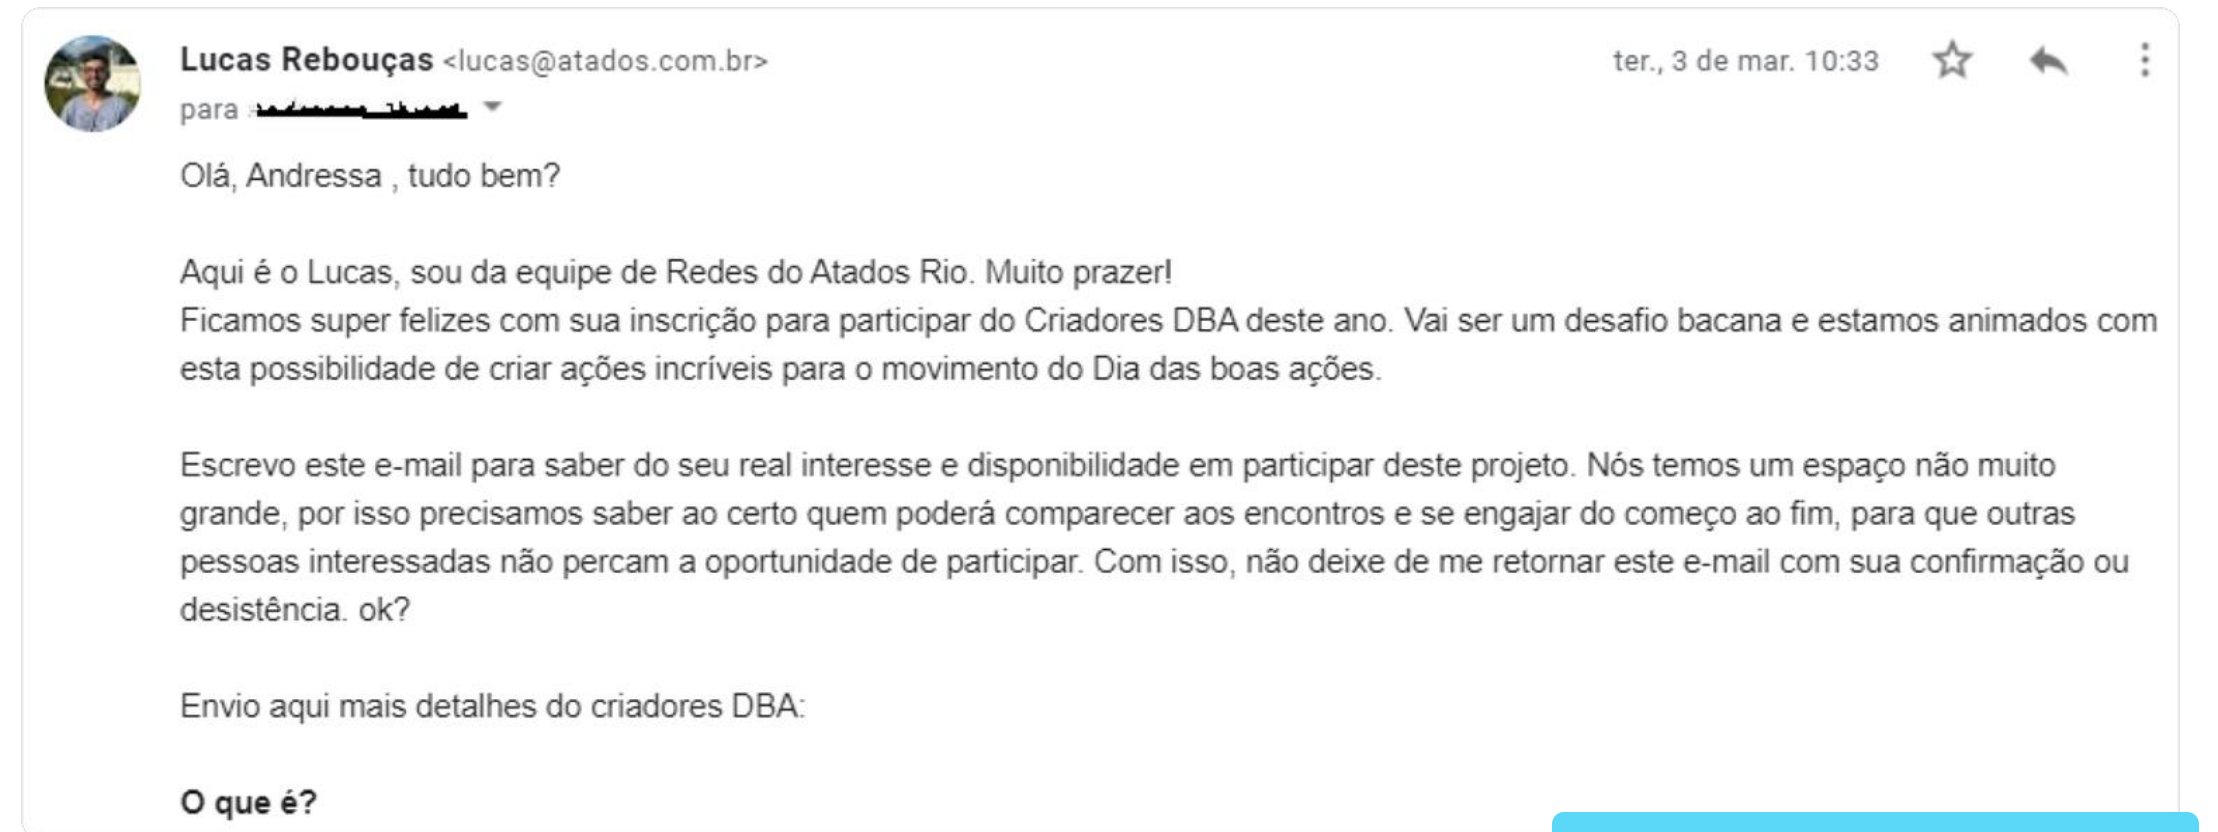 Lucas Rebouças <lucas@atados.com.br> ter., 3 de mar. 10:33
para
Olá, Andressa , tudo bem?
Aqui é o Lucas, sou da equipe de Redes do Atados Rio. Muito prazer!
Ficamos super felizes com sua inscrição para participar do Criadores DBA deste ano. Vai ser um desafio bacana e estamos animados com
esta possibilidade de criar ações incríveis para o movimento do Dia das boas ações.
Escrevo este e-mail para saber do seu real interesse e disponibilidade em participar deste projeto. Nós temos um espaço não muito
grande, por isso precisamos saber ao certo quem poderá comparecer aos encontros e se engajar do começo ao fim, para que outras
pessoas interessadas não percam a oportunidade de participar. Com isso, não deixe de me retornar este e-mail com sua confirmação ou
desistência. ok?
Envio aqui mais detalhes do criadores DBA:
O que é?